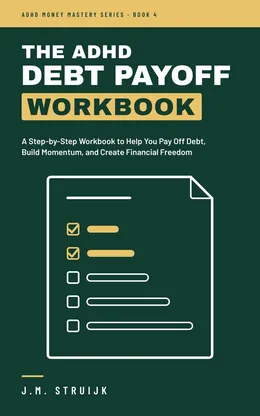 ADHD MONEY MASTERY SERIES - BOOK 4
THE ADHD
DEBT PAYOFF
WORKBOOK
A Step-by-Step Workbook to Help You Pay Off Debt,
Build Momentum, and Create Financial Freedom
J.M. STRUIJK